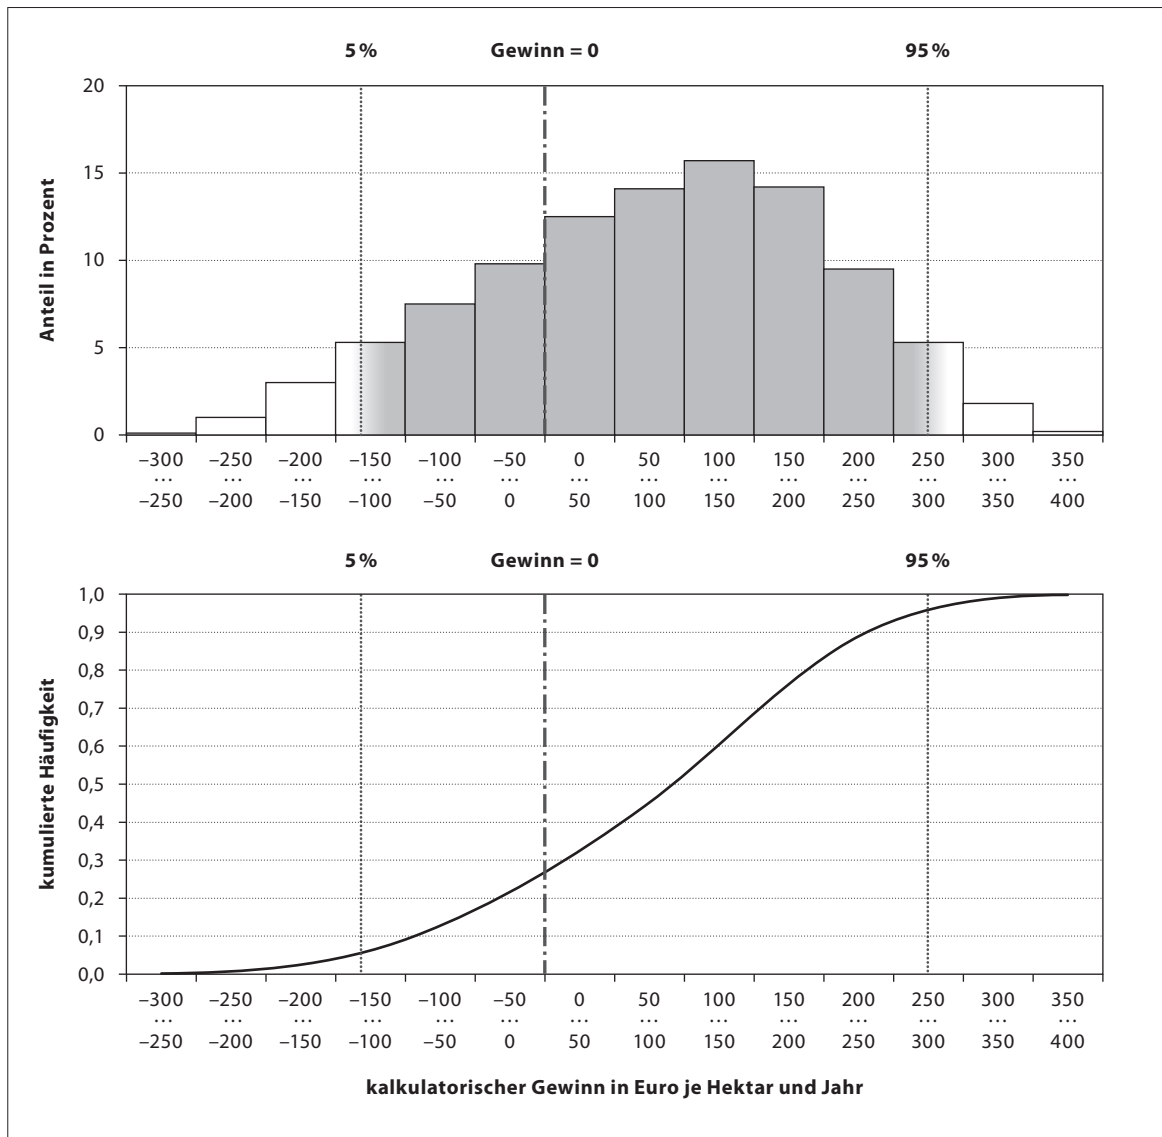 5 % Gewinn = 0 95 %
20
15
10
5
0
Anteil in Prozent
–300 –250 –200 –150 –100 –50 0 50 100 150 200 250 300 350
... ... ... ... ... ... ... ... ... ... ... ... ... ...
–250 –200 –150 –100 –50 0 50 100 150 200 250 300 350 400
5 % Gewinn = 0 95 %
1,0
0,9
0,8
0,7
0,6
0,5
0,4
0,3
0,2
0,1
0,0
kumulierte Häufigkeit
–300 –250 –200 –150 –100 –50 0 50 100 150 200 250 300 350
... ... ... ... ... ... ... ... ... ... ... ... ... ...
–250 –200 –150 –100 –50 0 50 100 150 200 250 300 350 400
kalkulatorischer Gewinn in Euro je Hektar und Jahr